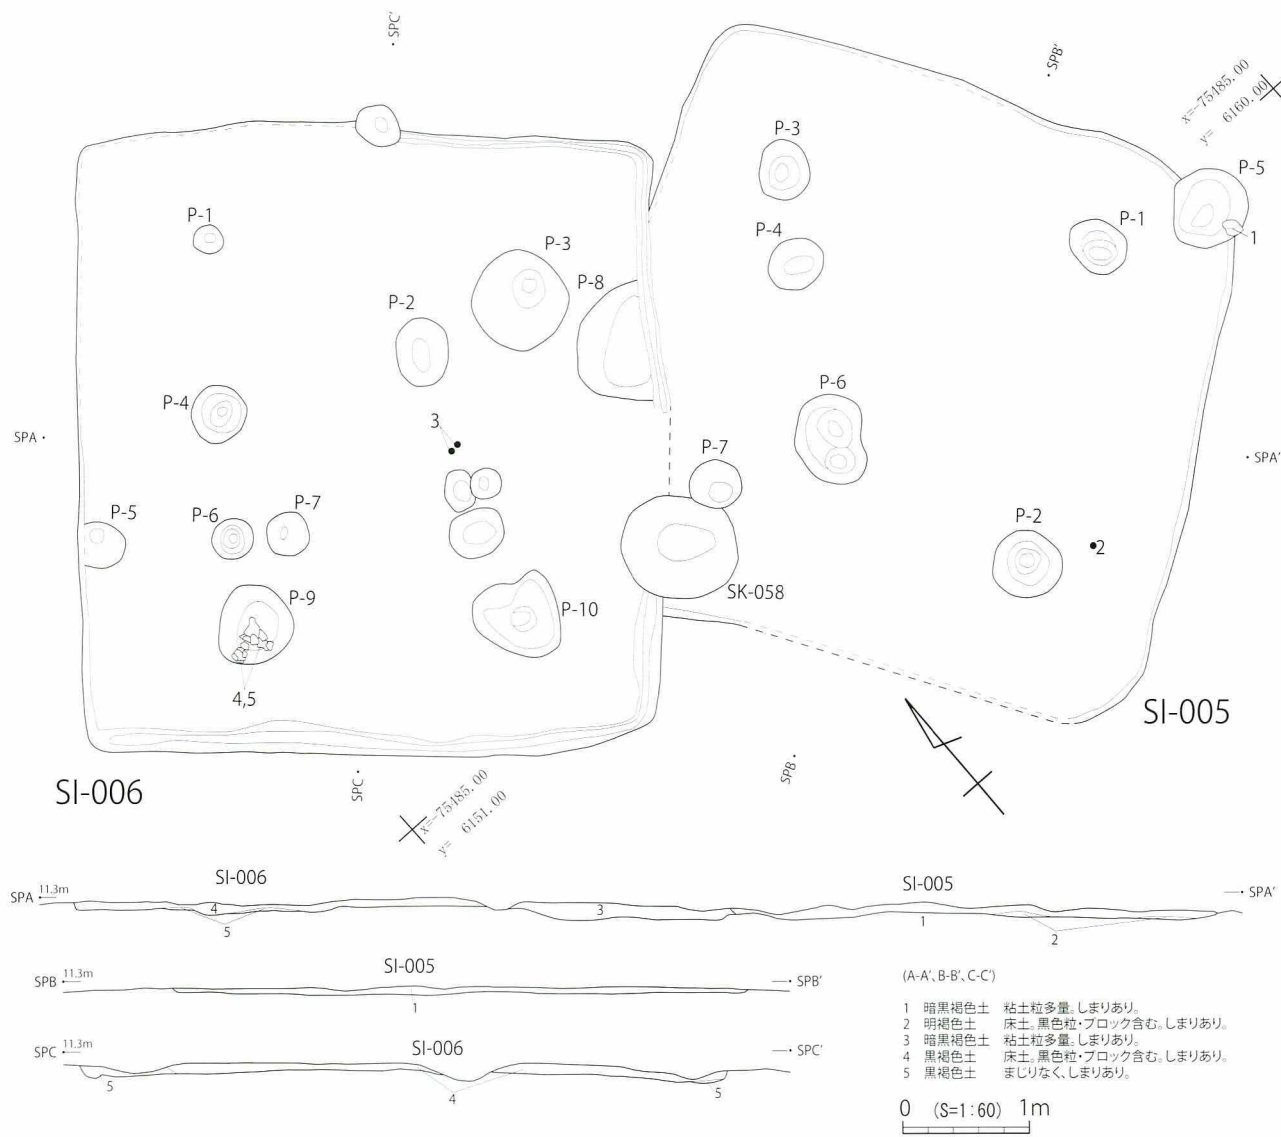 SPC'
SPB'
x=-75485.00
y= 6160.00
P-3
P-5
P-1
P-3
P-4
P-1
1
P-8
P-2
P-6
P-4
3
SPA
SPA'
P-7
P-5
P-6
P-7
P-2
2
P-9
P-10
SK-058
4,5
SI-005
SPB
SI-006
SPC
x=-75485.00
y= 6151.00
SI-006
SI-005
SPA 11.3m
SPA'
4
3
1
5
2
SI-005
SPB 11.3m
SPB'
1
SI-006
SPC 11.3m
SPC'
5
4
5
(A-A'、B-B'、C-C')
1 暗黒褐色土 粘土粒多量。しまりあり。
2 明褐色土 床土。黒色粒・ブロック含む。しまりあり。
3 暗黒褐色土 粘土粒多量。しまりあり。
4 黒褐色土 床土。黒色粒・ブロック含む。しまりあり。
5 黒褐色土 まじりなく、しまりあり。
0 (S=1:60) 1m